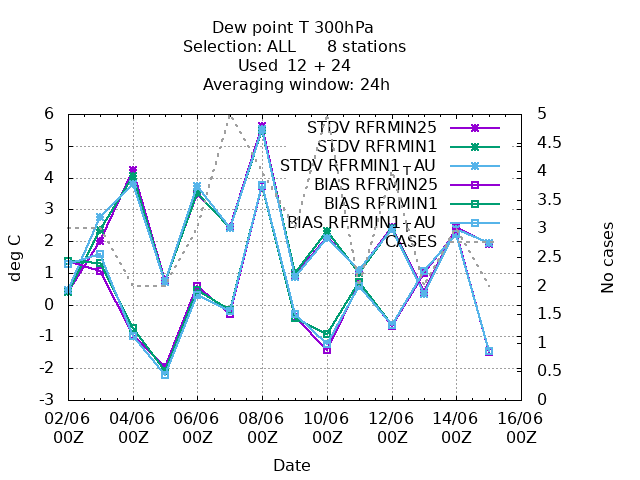 Dew point T 300hPa
Selection: ALL      8 stations
Used  12 + 24
Averaging window: 24h
6
5
4
3
2
1
0
-1
-2
-3
deg C
5
4.5
4
3.5
3
2.5
2
1.5
1
0.5
0
No cases
STDV RFRMIN25
STDV RFRMIN1
STDV RFRMIN1-AU
BIAS RFRMIN25
BIAS RFRMIN1
BIAS RFRMIN1-AU
CASES
02/06 04/06 06/06 08/06 10/06 12/06 14/06 16/06
00Z 00Z 00Z 00Z 00Z 00Z 00Z 00Z
Date